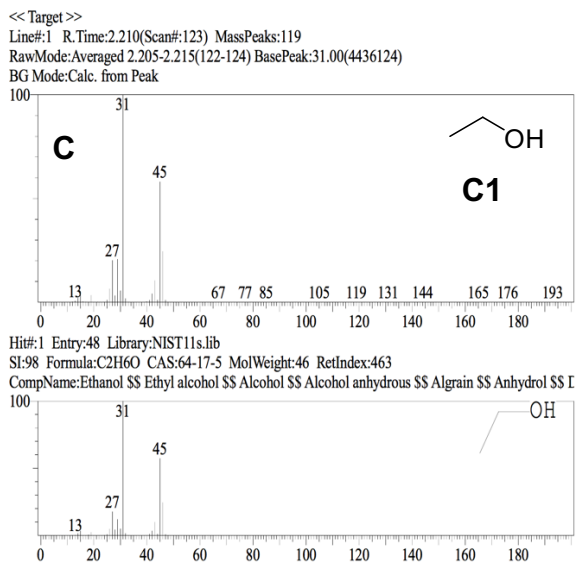 << Target >>
Line#:1 R.Time:2.210(Scan#:123) MassPeaks:119
RawMode:Averaged 2.205-2.215(122-124) BasePeak:31.00(4436124)
BG Mode:Calc. from Peak
100
31
C
OH
45
C1
27
13 67 77 85 105 119 131 144 165 176 193
0 20 40 60 80 100 120 140 160 180
Hit#:1 Entry:48 Library:NIST11s.lib
SI:98 Formula:C2H6O CAS:64-17-5 MolWeight:46 RetIndex:463
CompName:Ethanol $$ Ethyl alcohol $$ Alcohol $$ Alcohol anhydrous $$ Algrain $$ Anhydrol $$
100
31
OH
45
27
13
0 20 40 60 80 100 120 140 160 180